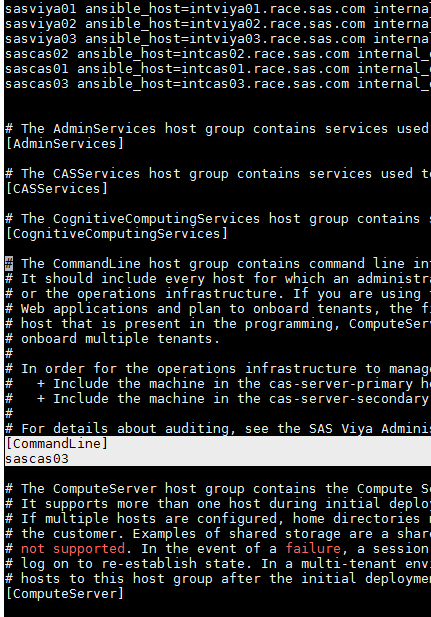 sasviya01 ansible_host=intviya01.race.sas.com internal
sasviya02 ansible_host=intviya02.race.sas.com internal
sasviya03 ansible_host=intviya03.race.sas.com internal
sascas02 ansible_host=intcas02.race.sas.com internal_
sascas01 ansible_host=intcas01.race.sas.com internal_
sascas03 ansible_host=intcas03.race.sas.com internal_
# The AdminServices host group contains services used
[AdminServices]
# The CASServices host group contains services used t
[CASServices]
# The CognitiveComputingServices host group contains s
[CognitiveComputingServices]
# The CommandLine host group contains command line in
# It should include every host for which an administra
# or the operations infrastructure. If you are using
# Web applications and plan to onboard tenants, the f
# host that is present in the programming, ComputeSer
# onboard multiple tenants.
#
# In order for the operations infrastructure to manag
#   + Include the machine in the cas-server-primary h
#   + Include the machine in the cas-server-secondary
#
# For details about auditing, see the SAS Viya Adminis
[CommandLine]
sascas03
# The ComputeServer host group contains the Compute S
# It supports more than one host during initial deploy
# If multiple hosts are configured, home directories
# the customer. Examples of shared storage are a share
# not supported. In the event of a failure, a session
# log on to re-establish state. In a multi-tenant envi
# hosts to this host group after the initial deployme
[ComputeServer]